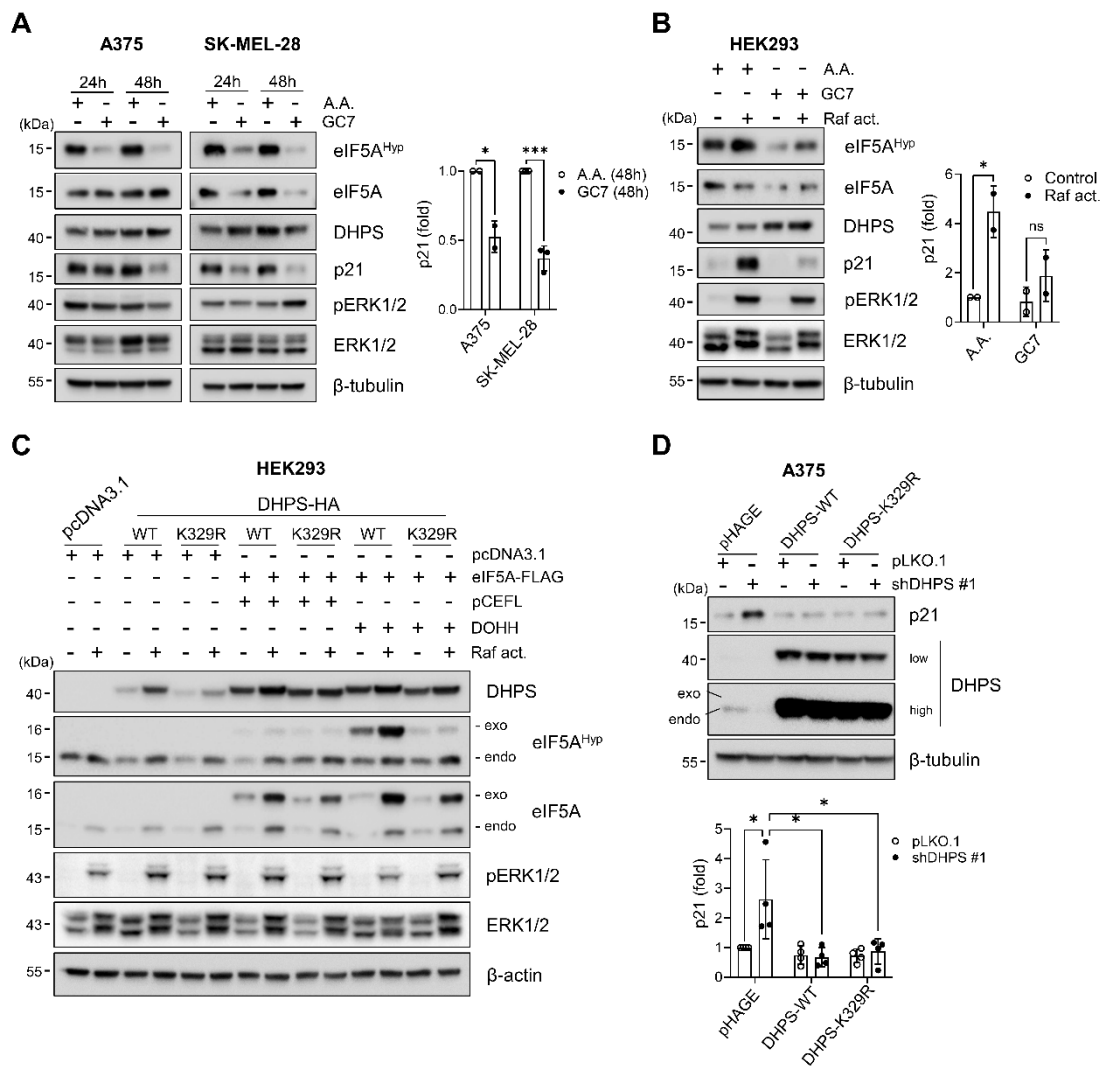 A
A375 SK-MEL-28
24h 48h 24h 48h
+ - + - + - + - A.A.
- + - + - + - + GC7
(kDa)
15 eIF5A^Hyp
15 eIF5A
40 DHPS
15 p21
40 pERK1/2
40 ERK1/2
55 β-tubulin
p21 (fold)
1.0
0.5
0.0
* ***
A.A. (48h)
GC7 (48h)
A375
SK-MEL-28
B
HEK293
+ + - - A.A.
- - + + GC7
- + - + Raf act.
(kDa)
15 eIF5A^Hyp
15 eIF5A
40 DHPS
15 p21
40 pERK1/2
40 ERK1/2
55 β-tubulin
p21 (fold)
6
4
2
0
*
ns
Control
Raf act.
A.A.
GC7
C
HEK293
pcDNA3.1
DHPS-HA
WT K329R WT K329R WT K329R
+ + + + + + - - - - - - - - pcDNA3.1
- - - - - - + + + + + + + + eIF5A-FLAG
- - - - - - + + + + - - - - pCEFL
- - - - - - - - - - + + + + DOHH
- + - + - + - + - + - + - + Raf act.
(kDa)
40 DHPS
16 - exo
15 - endo
eIF5A^Hyp
16 - exo
15 - endo
eIF5A
43 pERK1/2
43 ERK1/2
55 β-actin
D
A375
pHAGE
DHPS-WT
DHPS-K329R
+ - + - + - pLKO.1
- + - + - + shDHPS #1
(kDa)
15 p21
40 low
exo
endo
high
DHPS
55 β-tubulin
p21 (fold)
5
4
3
2
1
0
* * *
pLKO.1
shDHPS #1
pHAGE
DHPS-WT
DHPS-K329R